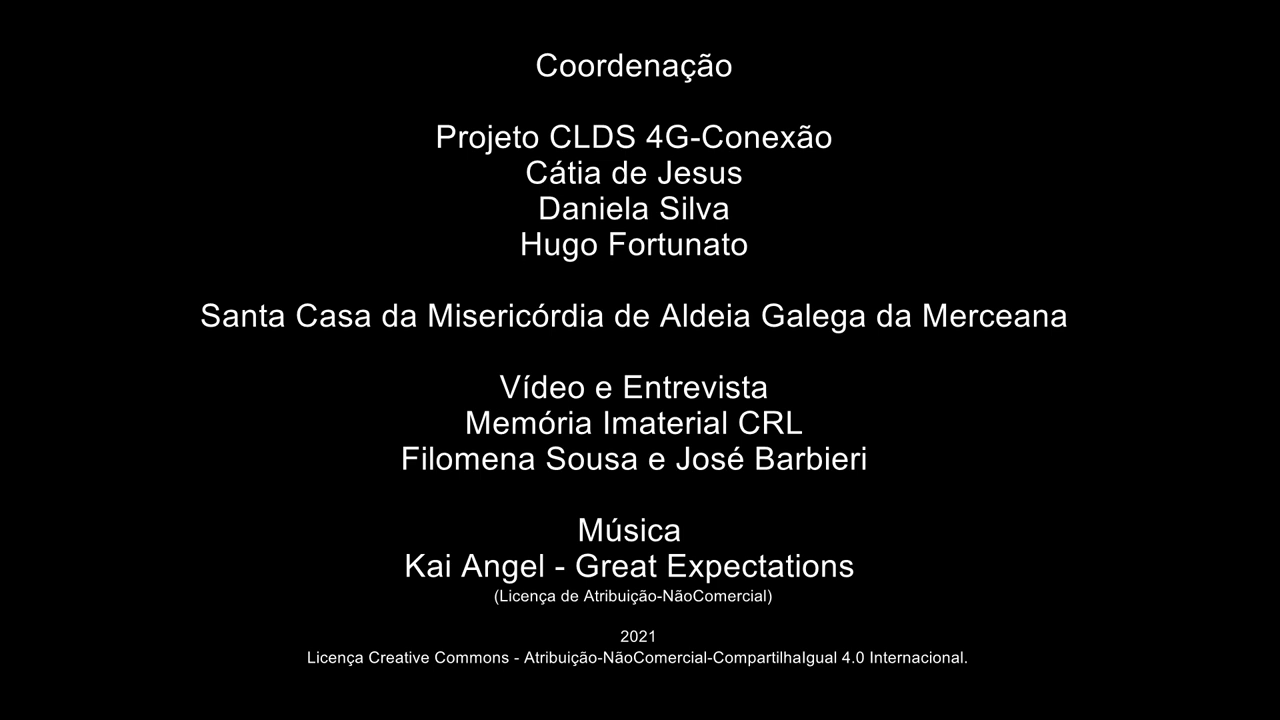 Coordenação
Projeto CLDS 4G-Conexão
Cátia de Jesus
Daniela Silva
Hugo Fortunato
Santa Casa da Misericórdia de Aldeia Galega da Merceana
Vídeo e Entrevista
Memória Imaterial CRL
Filomena Sousa e José Barbieri
Música
Kai Angel - Great Expectations
(Licença de Atribuição-NãoComercial)
2021
Licença Creative Commons - Atribuição-NãoComercial-CompartilhaIgual 4.0 Internacional.